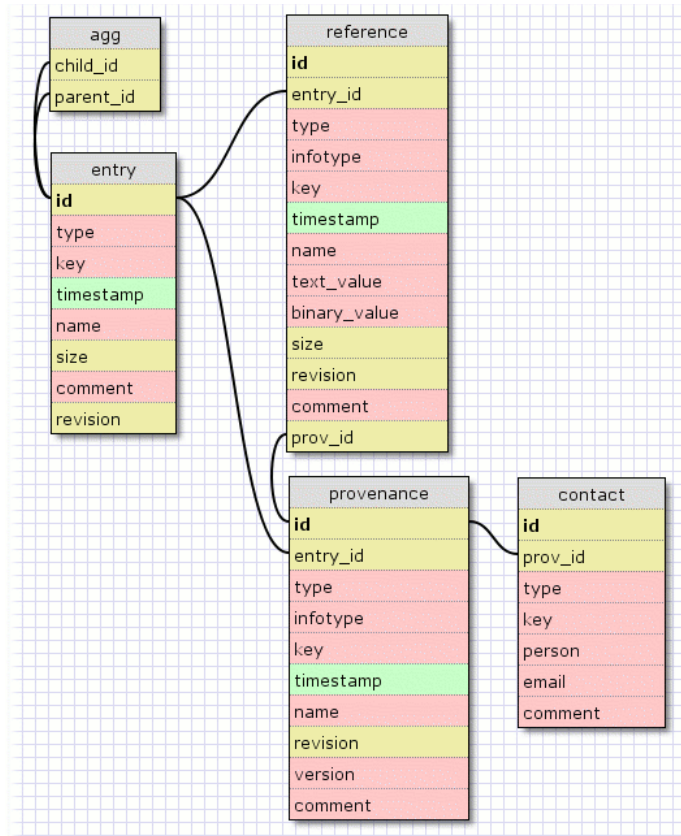 agg
child_id
parent_id
entry
id
type
key
timestamp
name
size
comment
revision
reference
id
entry_id
type
infotype
key
timestamp
name
text_value
binary_value
size
revision
comment
prov_id
provenance
id
entry_id
type
infotype
key
timestamp
name
revision
version
comment
contact
id
prov_id
type
key
person
email
comment